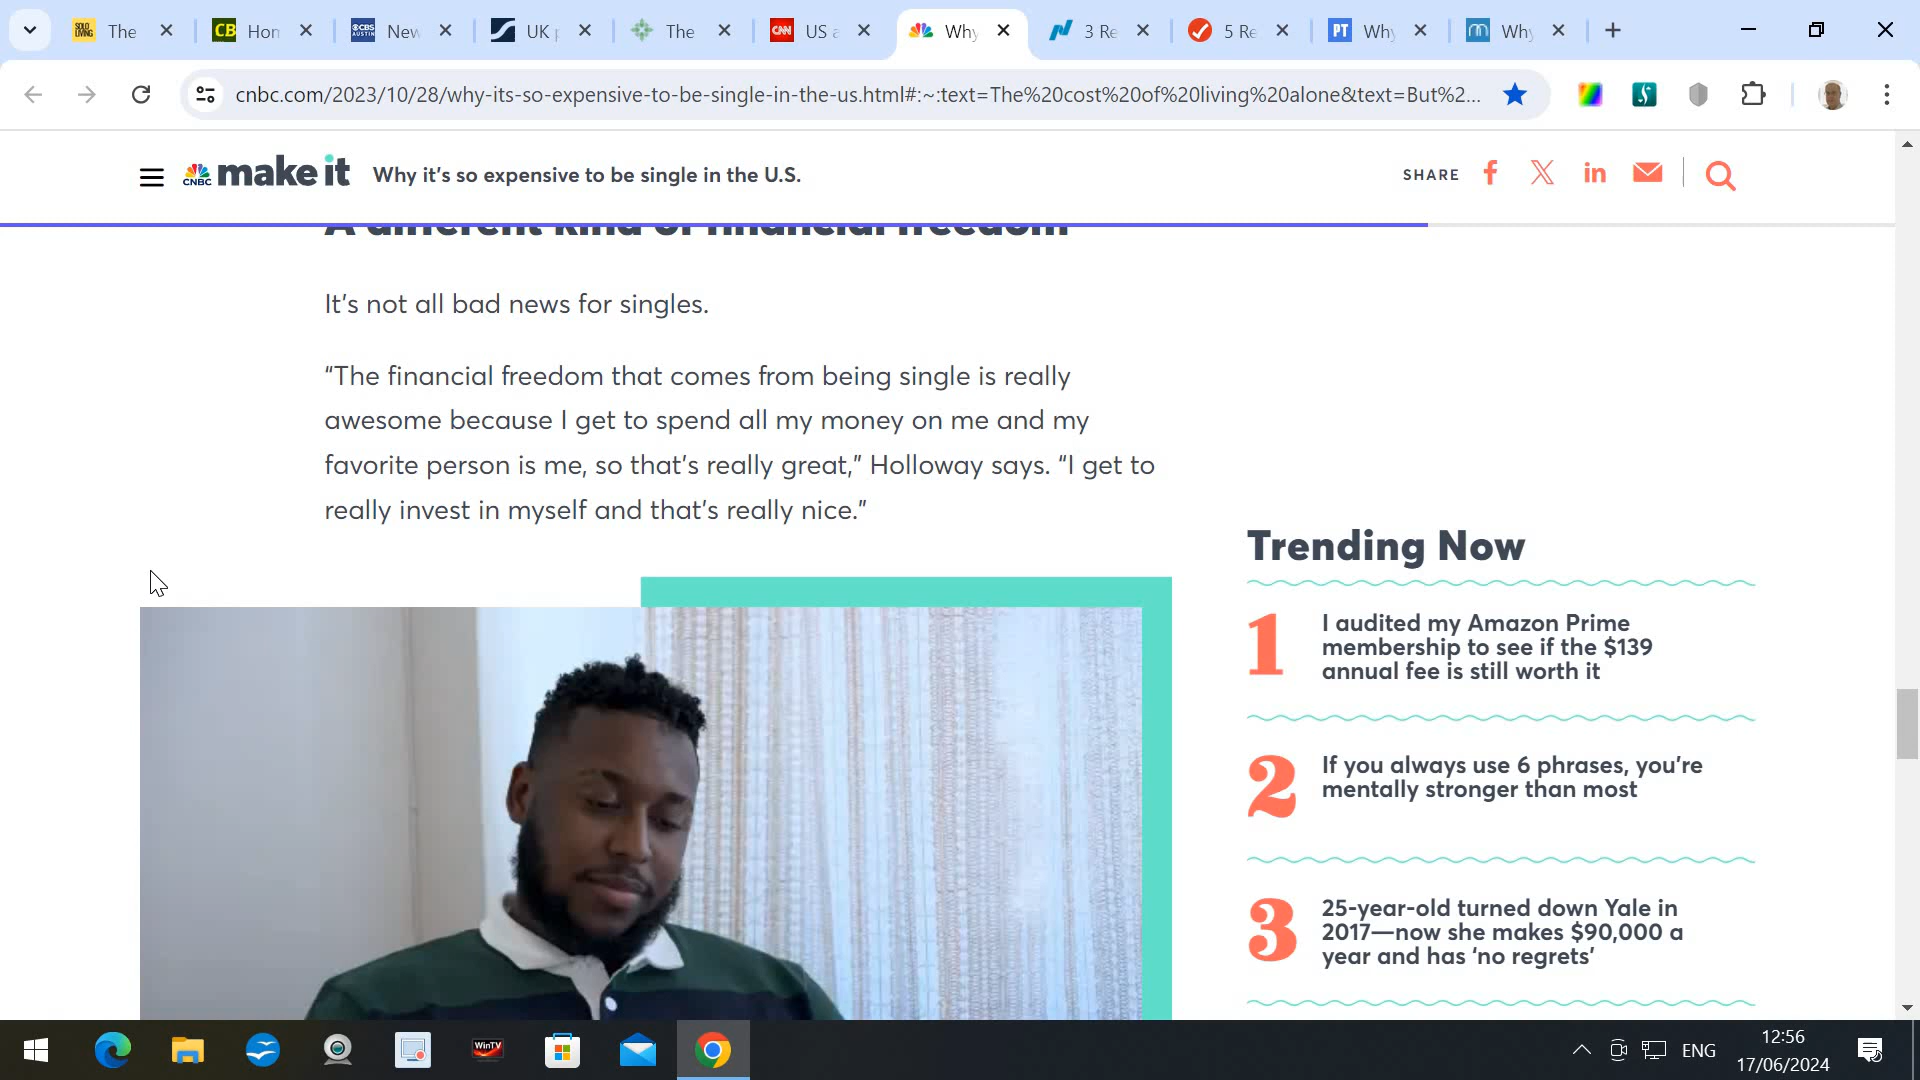 The
Hon
New
UK
The
US a
Why
3 Re
5 Re
PT
Why
Why
cnbc.com/2023/10/28/why-its-so-expensive-to-be-single-in-the-us.html#:~:text=The%20cost%20of%20living%20alone&text=But%2...
CNBC make it
Why it's so expensive to be single in the U.S.
SHARE
A different kind of financial freedom
It's not all bad news for singles.
“The financial freedom that comes from being single is really
awesome because I get to spend all my money on me and my
favorite person is me, so that's really great,” Holloway says. “I get to
really invest in myself and that's really nice.”
Trending Now
1
I audited my Amazon Prime
membership to see if the $139
annual fee is still worth it
2
If you always use 6 phrases, you're
mentally stronger than most
3
25-year-old turned down Yale in
2017—now she makes $90,000 a
year and has ‘no regrets’
WinTV
ENG
12:56
17/06/2024